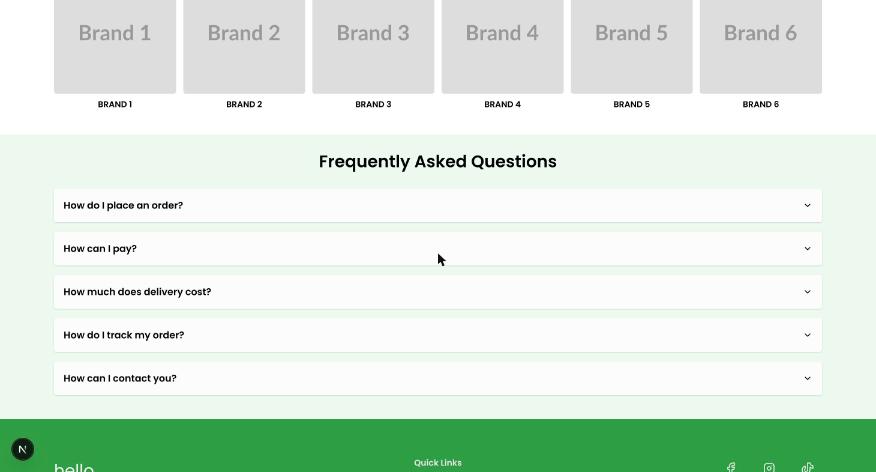 Brand 1 Brand 2 Brand 3 Brand 4 Brand 5 Brand 6
BRAND 1 BRAND 2 BRAND 3 BRAND 4 BRAND 5 BRAND 6
Frequently Asked Questions
How do I place an order?
How can I pay?
How much does delivery cost?
How do I track my order?
How can I contact you?
N
hello
Quick Links